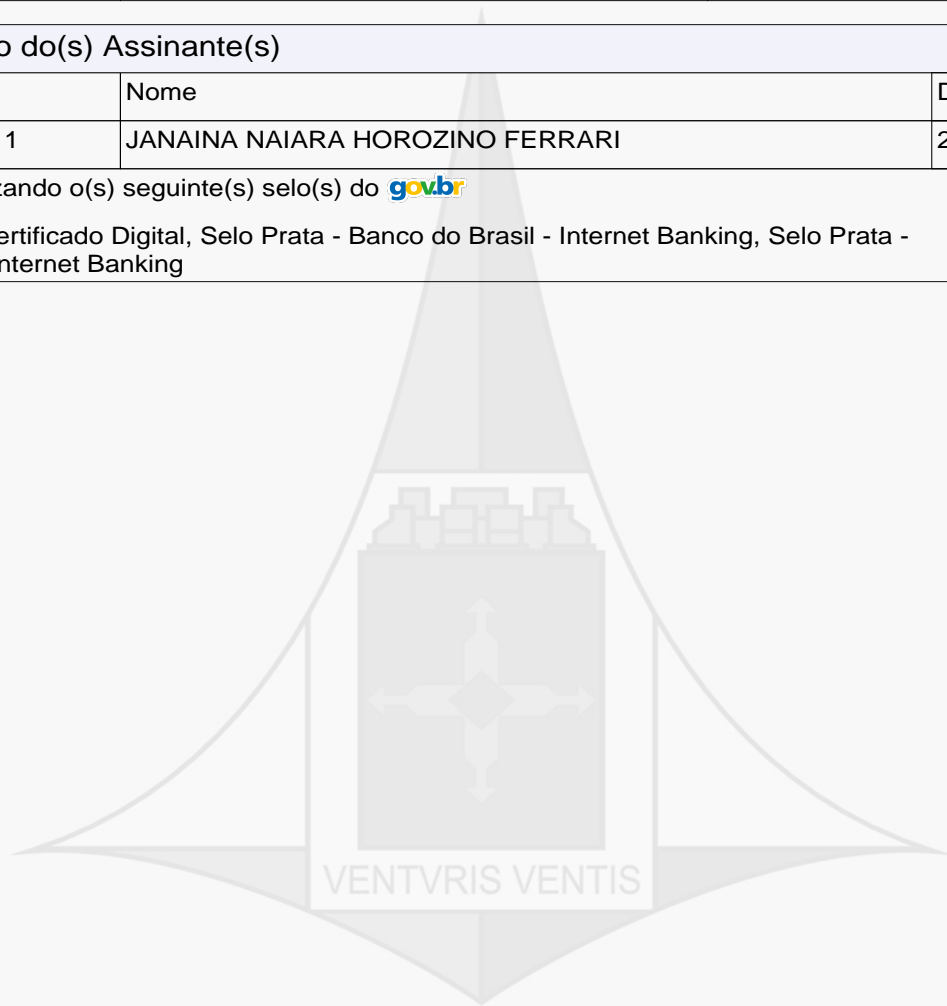 o do(s) Assinante(s)
Nome D
1 JANAINA NAIARA HOROZINO FERRARI 2
zando o(s) seguinte(s) selo(s) do gov.br
ertificado Digital, Selo Prata - Banco do Brasil - Internet Banking, Selo Prata -
nternet Banking
VENTVRIS VENTIS